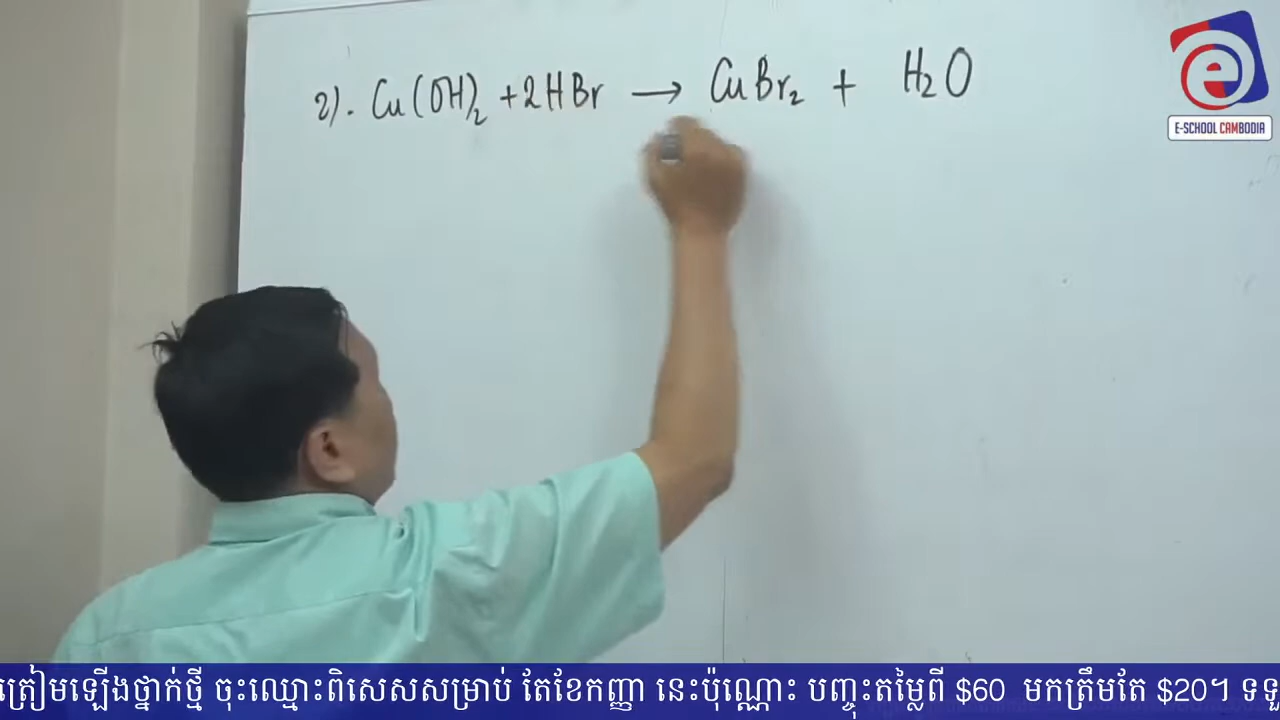 ២). Cu(OH)₂ + 2HBr → CuBr₂ + H₂O
e
E-SCHOOL CAMBODIA
ត្រៀមឡើងថ្នាក់ថ្មី ចុះឈ្មោះពិសេសសម្រាប់ តែខែកញ្ញា នេះប៉ុណ្ណោះ បញ្ចុះតម្លៃពី $60 មកត្រឹមតែ $20។